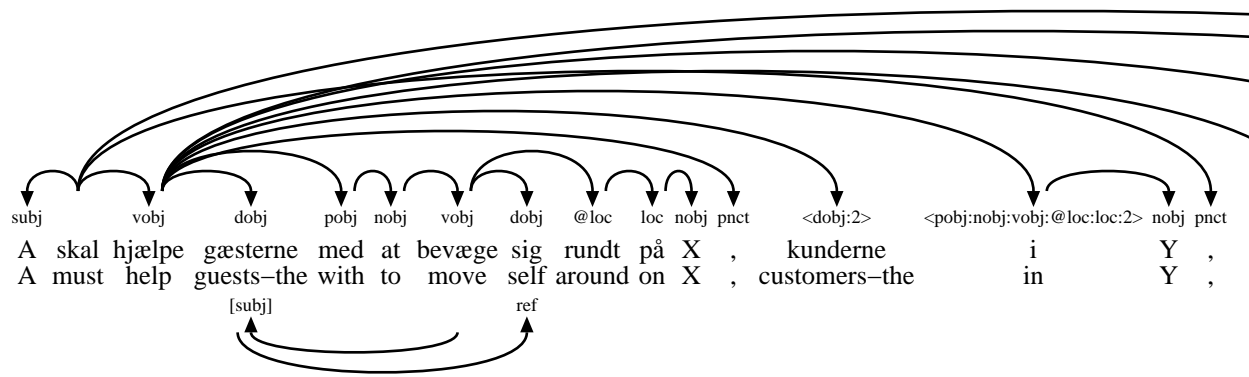 subj vobj dobj pobj nobj vobj dobj @loc loc nobj pnct <dobj:2> <pobj:nobj:vobj:@loc:loc:2> nobj pnct
A skal hjælpe gæsterne med at bevæge sig rundt på X , kunderne i Y ,
A must help guests−the with to move self around on X , customers−the in Y ,
[subj] ref